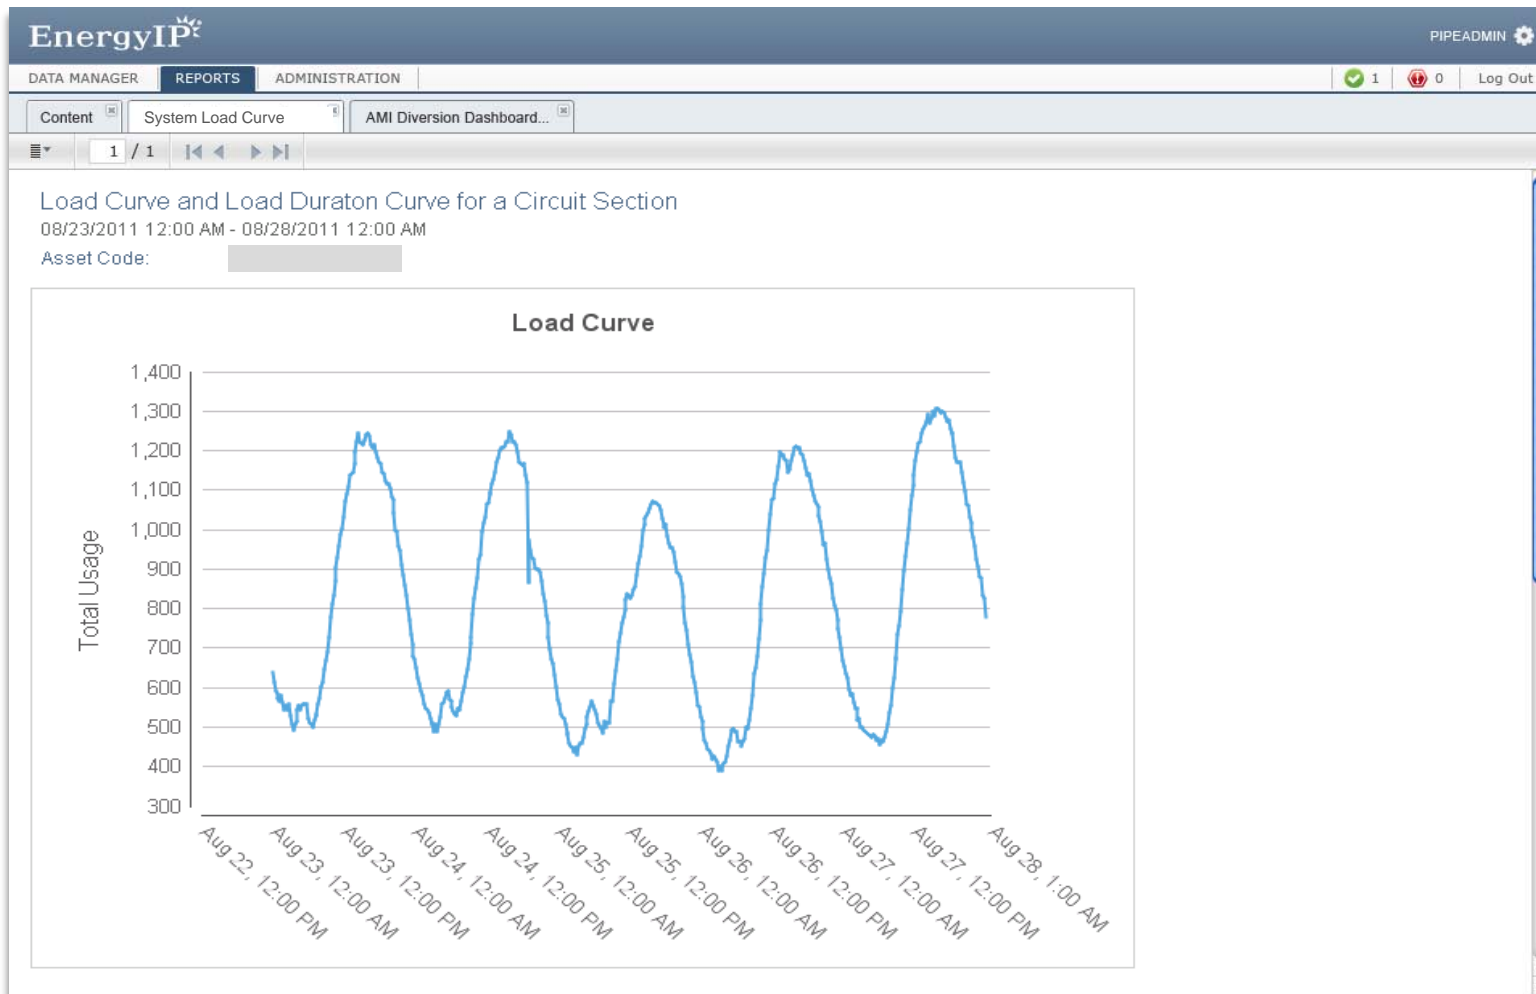 EnergyIP
PIPEADMIN
DATA MANAGER REPORTS ADMINISTRATION 1 0 Log Out
Content System Load Curve AMI Diversion Dashboard...
1 / 1
Load Curve and Load Duraton Curve for a Circuit Section
08/23/2011 12:00 AM - 08/28/2011 12:00 AM
Asset Code:
Load Curve
1,400
1,300
1,200
1,100
1,000
900
800
700
600
500
400
300
Total Usage
Aug 22, 12:00 PM
Aug 23, 12:00 AM
Aug 23, 12:00 PM
Aug 24, 12:00 AM
Aug 24, 12:00 PM
Aug 25, 12:00 AM
Aug 25, 12:00 PM
Aug 26, 12:00 AM
Aug 26, 12:00 PM
Aug 27, 12:00 AM
Aug 27, 12:00 PM
Aug 28, 1:00 AM